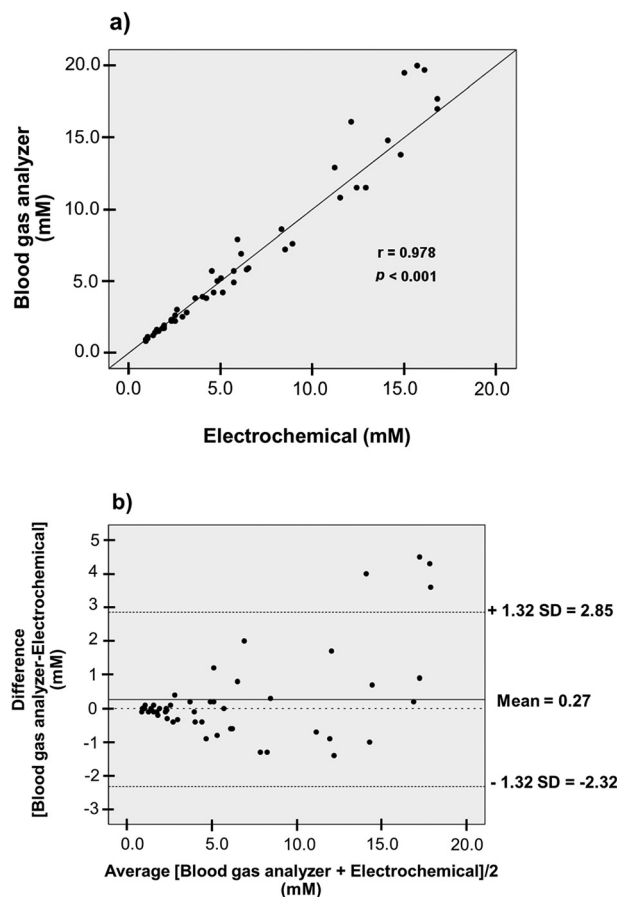 a)
Blood gas analyzer
(mM)
20.0
15.0
10.0
5.0
0.0
r = 0.978
p < 0.001
0.0 5.0 10.0 15.0 20.0
Electrochemical (mM)
b)
Difference
[Blood gas analyzer-Electrochemical]
(mM)
5
4
3
2
1
0
-1
-2
-3
+ 1.32 SD = 2.85
Mean = 0.27
- 1.32 SD = -2.32
0.0 5.0 10.0 15.0 20.0
Average [Blood gas analyzer + Electrochemical]/2
(mM)